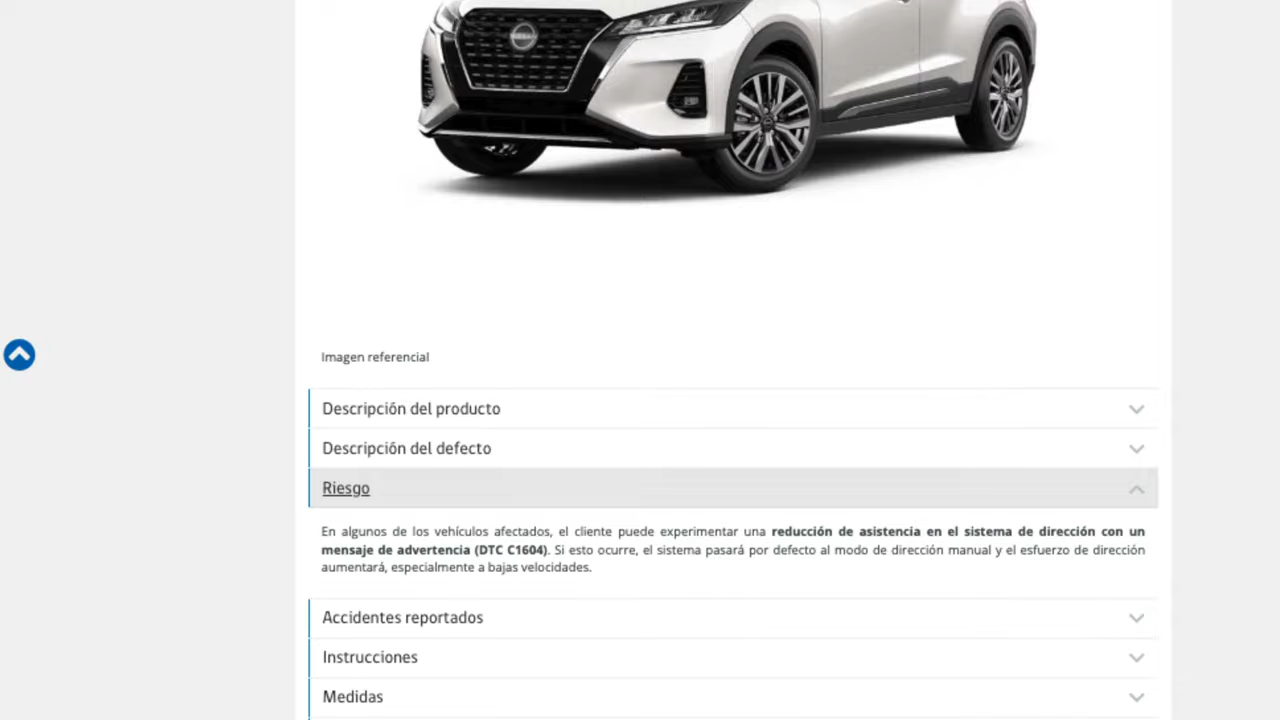 NISSAN
Imagen referencial
Descripción del producto
Descripción del defecto
Riesgo
En algunos de los vehículos afectados, el cliente puede experimentar una reducción de asistencia en el sistema de dirección con un
mensaje de advertencia (DTC C1604). Si esto ocurre, el sistema pasará por defecto al modo de dirección manual y el esfuerzo de dirección
aumentará, especialmente a bajas velocidades.
Accidentes reportados
Instrucciones
Medidas